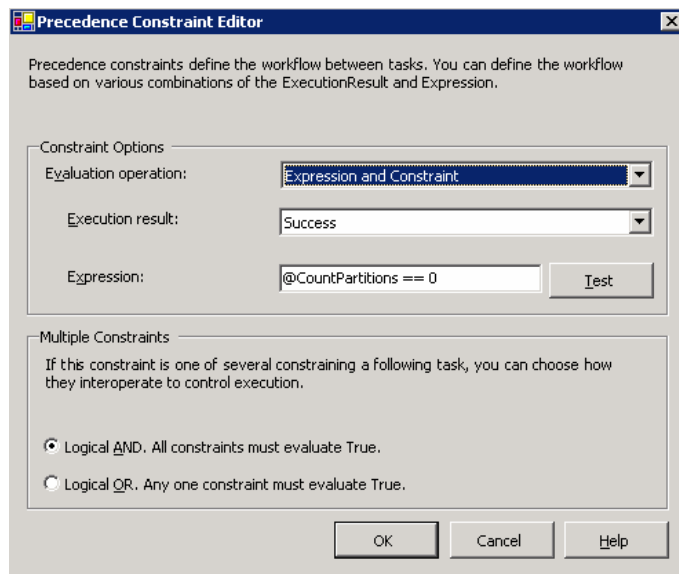 Precedence Constraint Editor
Precedence constraints define the workflow between tasks. You can define the workflow
based on various combinations of the ExecutionResult and Expression.
Constraint Options
Evaluation operation: Expression and Constraint
Execution result: Success
Expression: @CountPartitions == 0 Test
Multiple Constraints
If this constraint is one of several constraining a following task, you can choose how
they interoperate to control execution.
Logical AND. All constraints must evaluate True.
Logical OR. Any one constraint must evaluate True.
OK Cancel Help